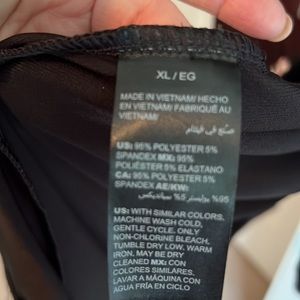 XL / EG
MADE IN VIETNAM/ HECHO
EN VIETNAM/ FABRIQUÉ AU
VIETNAM/
صنع في فيتنام
US: 95% POLYESTER 5%
SPANDEX MX: 95%
POLIÉSTER 5% ELASTANO
CA: 95% POLYESTER 5%
SPANDEX AE/KW:
95% بوليستر 5% سباندكس
US: WITH SIMILAR COLORS.
MACHINE WASH COLD,
GENTLE CYCLE. ONLY
NON-CHLORINE BLEACH.
TUMBLE DRY LOW. WARM
IRON. MAY BE DRY
CLEANED MX: CON
COLORES SIMILARES.
LAVAR A MÁQUINA CON
AGUA FRÍA EN CICLO